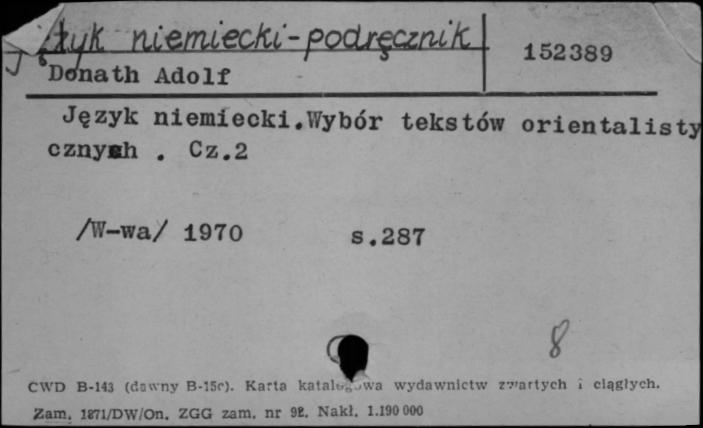 Język niemiecki-podręcznik
152389
Donath Adolf
Język niemiecki.Wybór tekstów orientalisty
cznych . Cz.2
/W-wa/ 1970 s.287
8
CWD B-143 (dawny B-15c). Karta katalogowa wydawnictw zwartych i ciągłych.
Zam. 1871/DW/On. ZGG zam. nr 92. Nakł. 1.190 000